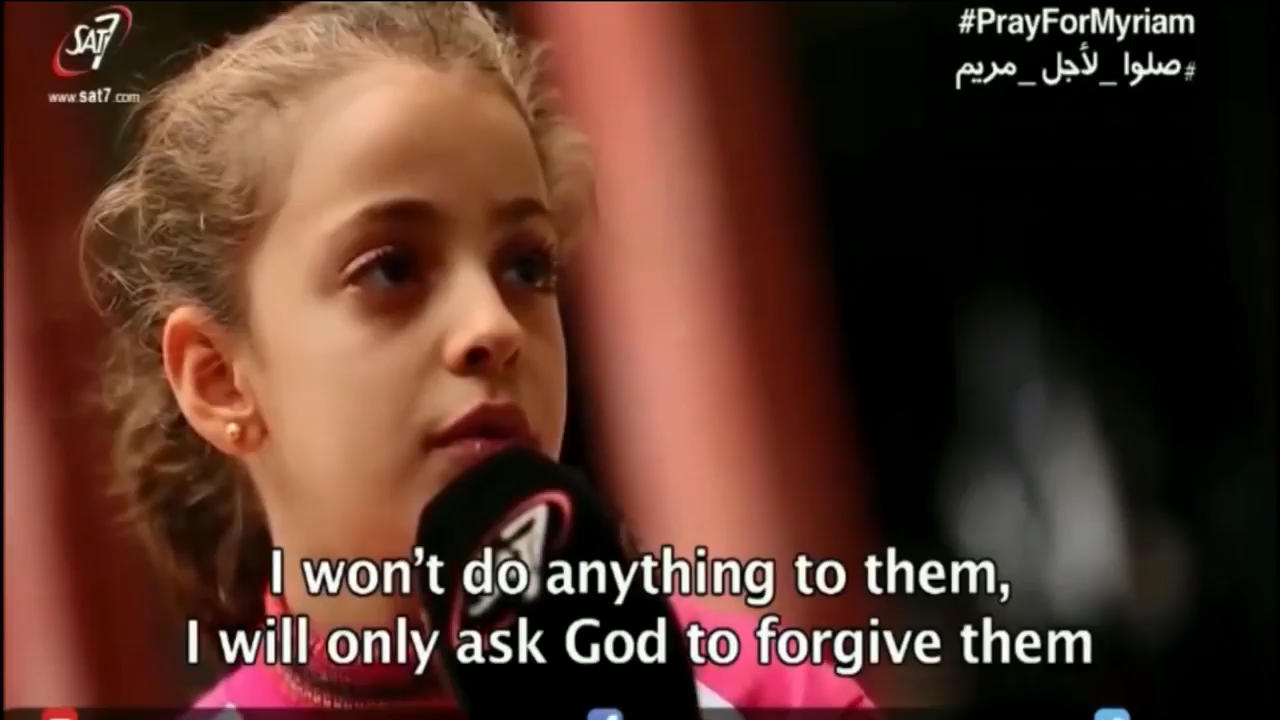 SAT7
www.sat7.com
#PrayForMyriam
#صلوا_لأجل_مريم
I won't do anything to them,
I will only ask God to forgive them